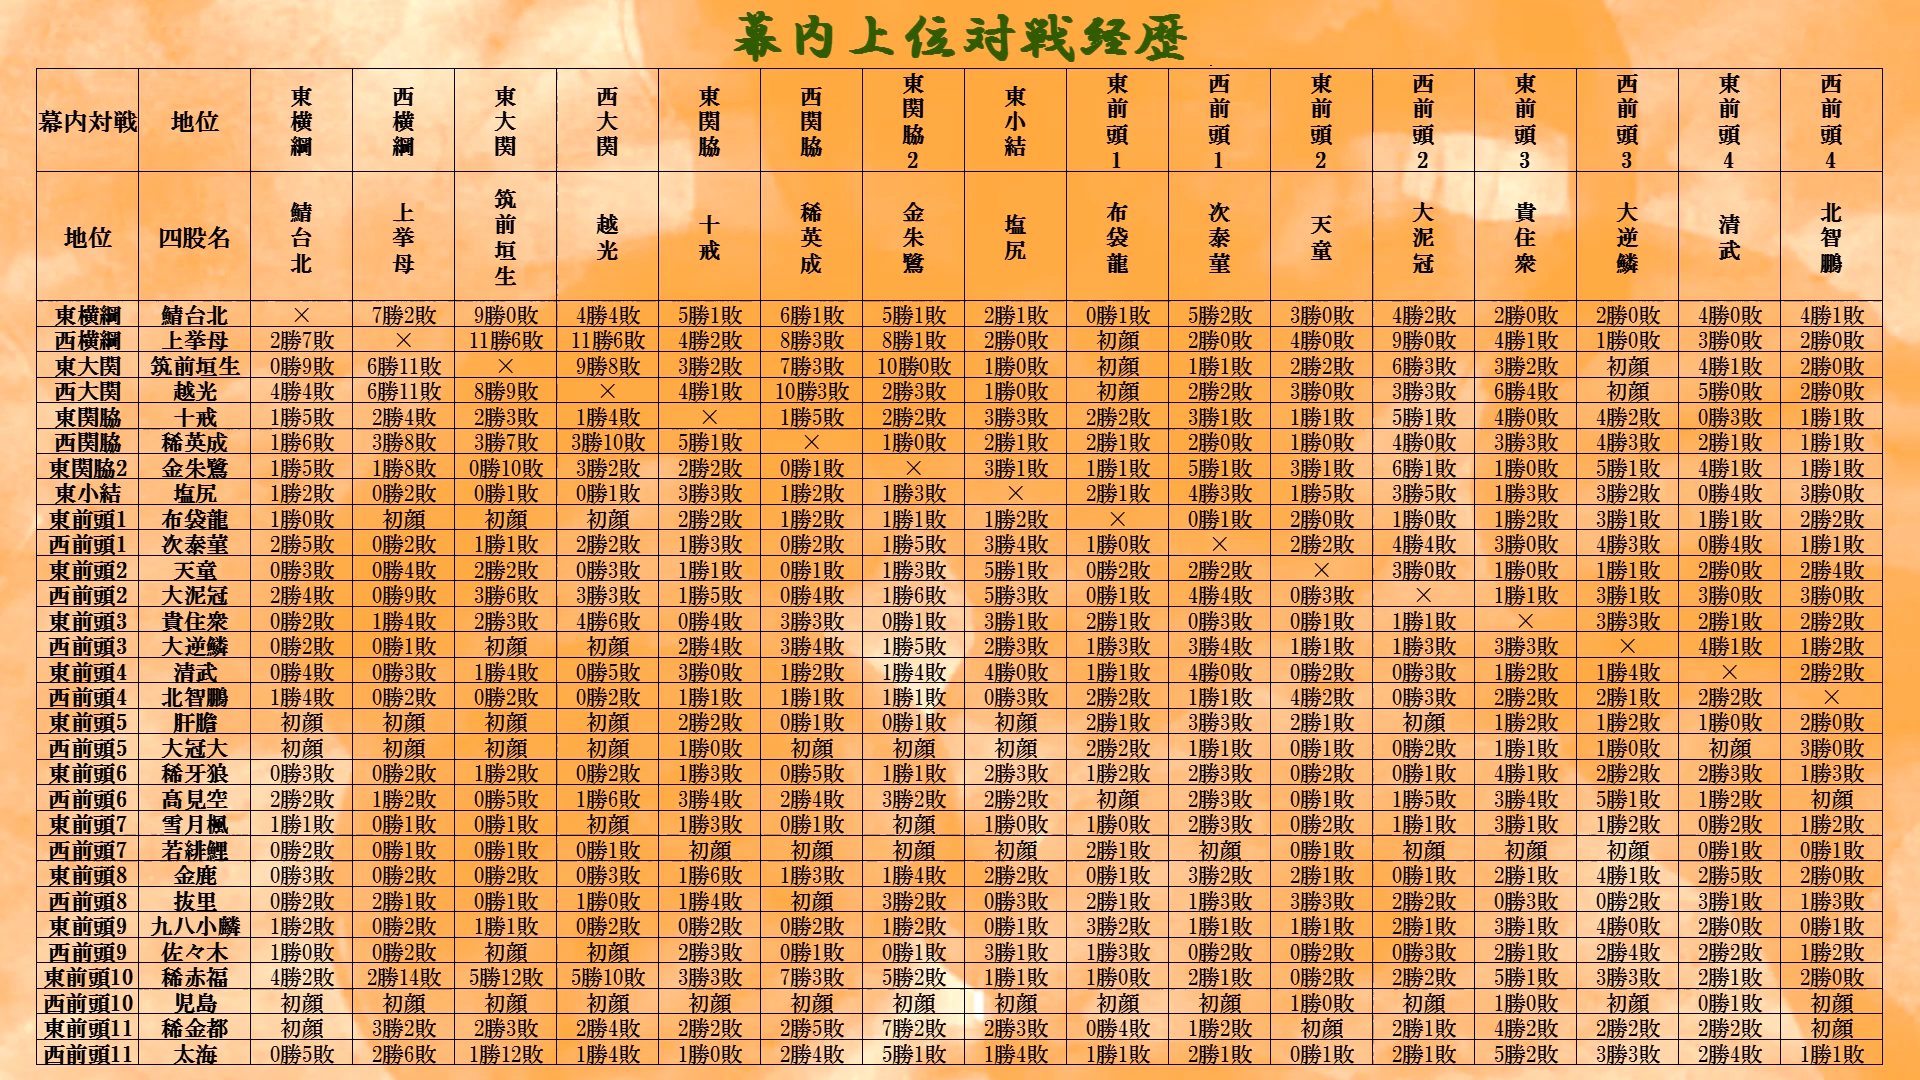 幕内上位対戦経歴
幕内対戦 地位 東横綱 西横綱 東大関 西大関 東関脇 西関脇 東関脇2 東小結 東前頭1 西前頭1 東前頭2 西前頭2 東前頭3 西前頭3 東前頭4 西前頭4
地位 四股名 鯖台北 上挙母 筑前垣生 越光 十戒 稀英成 金朱鷺 塩尻 布袋龍 次泰菫 天童 大泥冠 貴住衆 大逆鱗 清武 北智鵬
東横綱 鯖台北 × 7勝2敗 9勝0敗 4勝4敗 5勝1敗 6勝1敗 5勝1敗 2勝1敗 0勝1敗 5勝2敗 3勝0敗 4勝2敗 2勝0敗 2勝0敗 4勝0敗 4勝1敗
西横綱 上挙母 2勝7敗 × 11勝6敗 11勝6敗 4勝2敗 8勝3敗 8勝1敗 2勝0敗 初顔 2勝0敗 4勝0敗 9勝0敗 4勝1敗 1勝0敗 3勝0敗 2勝0敗
東大関 筑前垣生 0勝9敗 6勝11敗 × 9勝8敗 3勝2敗 7勝3敗 10勝0敗 1勝0敗 初顔 1勝1敗 2勝2敗 6勝3敗 3勝2敗 初顔 4勝1敗 2勝0敗
西大関 越光 4勝4敗 6勝11敗 8勝9敗 × 4勝1敗 10勝3敗 2勝3敗 1勝0敗 初顔 2勝2敗 3勝0敗 3勝3敗 6勝4敗 初顔 5勝0敗 2勝0敗
東関脇 十戒 1勝5敗 2勝4敗 2勝3敗 1勝4敗 × 1勝5敗 2勝2敗 3勝3敗 2勝2敗 3勝1敗 1勝1敗 5勝1敗 4勝0敗 4勝2敗 0勝3敗 1勝1敗
西関脇 稀英成 1勝6敗 3勝8敗 3勝7敗 3勝10敗 5勝1敗 × 1勝0敗 2勝1敗 2勝1敗 2勝0敗 1勝0敗 4勝0敗 3勝3敗 4勝3敗 2勝1敗 1勝1敗
東関脇2 金朱鷺 1勝5敗 1勝8敗 0勝10敗 3勝2敗 2勝2敗 0勝1敗 × 3勝1敗 1勝1敗 5勝1敗 3勝1敗 6勝1敗 1勝0敗 5勝1敗 4勝1敗 1勝1敗
東小結 塩尻 1勝2敗 0勝2敗 0勝1敗 0勝1敗 3勝3敗 1勝2敗 1勝3敗 × 2勝1敗 4勝3敗 1勝5敗 3勝5敗 1勝3敗 3勝2敗 0勝4敗 3勝0敗
東前頭1 布袋龍 1勝0敗 初顔 初顔 初顔 2勝2敗 1勝2敗 1勝1敗 1勝2敗 × 0勝1敗 2勝0敗 1勝0敗 1勝2敗 3勝1敗 1勝1敗 2勝2敗
西前頭1 次泰菫 2勝5敗 0勝2敗 1勝1敗 2勝2敗 1勝3敗 0勝2敗 1勝5敗 3勝4敗 1勝0敗 × 2勝2敗 4勝4敗 3勝0敗 4勝3敗 0勝4敗 1勝1敗
東前頭2 天童 0勝3敗 0勝4敗 2勝2敗 0勝3敗 1勝1敗 0勝1敗 1勝3敗 5勝1敗 0勝2敗 2勝2敗 × 3勝0敗 1勝0敗 1勝1敗 2勝0敗 2勝4敗
西前頭2 大泥冠 2勝4敗 0勝9敗 3勝6敗 3勝3敗 1勝5敗 0勝4敗 1勝6敗 5勝3敗 0勝1敗 4勝4敗 0勝3敗 × 1勝1敗 3勝1敗 3勝0敗 3勝0敗
東前頭3 貴住衆 0勝2敗 1勝4敗 2勝3敗 4勝6敗 0勝4敗 3勝3敗 0勝1敗 3勝1敗 2勝1敗 0勝3敗 0勝1敗 1勝1敗 × 3勝3敗 2勝1敗 2勝2敗
西前頭3 大逆鱗 0勝2敗 0勝1敗 初顔 初顔 2勝4敗 3勝4敗 1勝5敗 2勝3敗 1勝3敗 3勝4敗 1勝1敗 1勝3敗 3勝3敗 × 4勝1敗 1勝2敗
東前頭4 清武 0勝4敗 0勝3敗 1勝4敗 0勝5敗 3勝0敗 1勝2敗 1勝4敗 4勝0敗 1勝1敗 4勝0敗 0勝2敗 0勝3敗 1勝2敗 1勝4敗 × 2勝2敗
西前頭4 北智鵬 1勝4敗 0勝2敗 0勝2敗 0勝2敗 1勝1敗 1勝1敗 1勝1敗 0勝3敗 2勝2敗 1勝1敗 4勝2敗 0勝3敗 2勝2敗 2勝1敗 2勝2敗 ×
東前頭5 肝膽 初顔 初顔 初顔 初顔 2勝2敗 0勝1敗 0勝1敗 初顔 2勝1敗 3勝3敗 2勝1敗 初顔 1勝2敗 1勝2敗 1勝0敗 2勝0敗
西前頭5 大冠大 初顔 初顔 初顔 初顔 1勝0敗 初顔 初顔 初顔 2勝2敗 1勝1敗 0勝1敗 0勝2敗 1勝1敗 1勝0敗 初顔 3勝0敗
東前頭6 稀牙狼 0勝3敗 0勝2敗 1勝2敗 0勝2敗 1勝3敗 0勝5敗 1勝1敗 2勝3敗 1勝2敗 2勝3敗 0勝2敗 0勝1敗 4勝1敗 2勝2敗 2勝3敗 1勝3敗
西前頭6 髙見空 2勝2敗 1勝2敗 0勝5敗 1勝6敗 3勝4敗 2勝4敗 3勝2敗 2勝2敗 初顔 2勝3敗 0勝1敗 1勝5敗 3勝4敗 5勝1敗 1勝2敗 初顔
東前頭7 雪月楓 1勝1敗 0勝1敗 0勝1敗 初顔 1勝3敗 0勝1敗 初顔 1勝0敗 1勝0敗 2勝3敗 0勝2敗 1勝1敗 3勝1敗 1勝2敗 0勝2敗 1勝2敗
西前頭7 若緋鯉 0勝2敗 0勝1敗 0勝1敗 0勝1敗 初顔 初顔 初顔 初顔 2勝1敗 初顔 0勝1敗 初顔 初顔 初顔 0勝1敗 0勝1敗
東前頭8 金鹿 0勝3敗 0勝2敗 0勝2敗 0勝3敗 1勝6敗 1勝3敗 1勝4敗 2勝2敗 0勝1敗 3勝2敗 2勝1敗 0勝1敗 2勝1敗 4勝1敗 2勝5敗 2勝0敗
西前頭8 抜里 0勝2敗 2勝1敗 0勝1敗 1勝0敗 1勝4敗 初顔 3勝2敗 0勝3敗 2勝1敗 1勝3敗 3勝3敗 2勝2敗 0勝3敗 0勝2敗 3勝1敗 1勝3敗
東前頭9 九八小麟 1勝2敗 0勝2敗 1勝1敗 0勝2敗 0勝2敗 0勝2敗 1勝2敗 0勝1敗 3勝2敗 1勝1敗 1勝1敗 2勝1敗 3勝1敗 4勝0敗 2勝0敗 0勝1敗
西前頭9 佐々木 1勝0敗 0勝2敗 初顔 初顔 2勝3敗 0勝1敗 0勝1敗 3勝1敗 1勝3敗 0勝2敗 0勝2敗 0勝3敗 2勝1敗 2勝4敗 2勝2敗 1勝2敗
東前頭10 稀赤福 4勝2敗 2勝14敗 5勝12敗 5勝10敗 3勝3敗 7勝3敗 5勝2敗 1勝1敗 1勝0敗 2勝1敗 0勝2敗 2勝2敗 5勝1敗 3勝3敗 2勝1敗 2勝0敗
西前頭10 児島 初顔 初顔 初顔 初顔 初顔 初顔 初顔 初顔 初顔 初顔 1勝0敗 初顔 1勝0敗 初顔 0勝1敗 初顔
東前頭11 稀金都 初顔 3勝2敗 2勝3敗 2勝4敗 2勝2敗 2勝5敗 7勝2敗 2勝3敗 0勝4敗 1勝2敗 初顔 2勝1敗 4勝2敗 2勝2敗 2勝2敗 初顔
西前頭11 太海 0勝5敗 2勝6敗 1勝12敗 1勝4敗 1勝0敗 2勝4敗 5勝1敗 1勝4敗 1勝1敗 2勝1敗 0勝1敗 2勝1敗 5勝2敗 3勝3敗 2勝4敗 1勝1敗